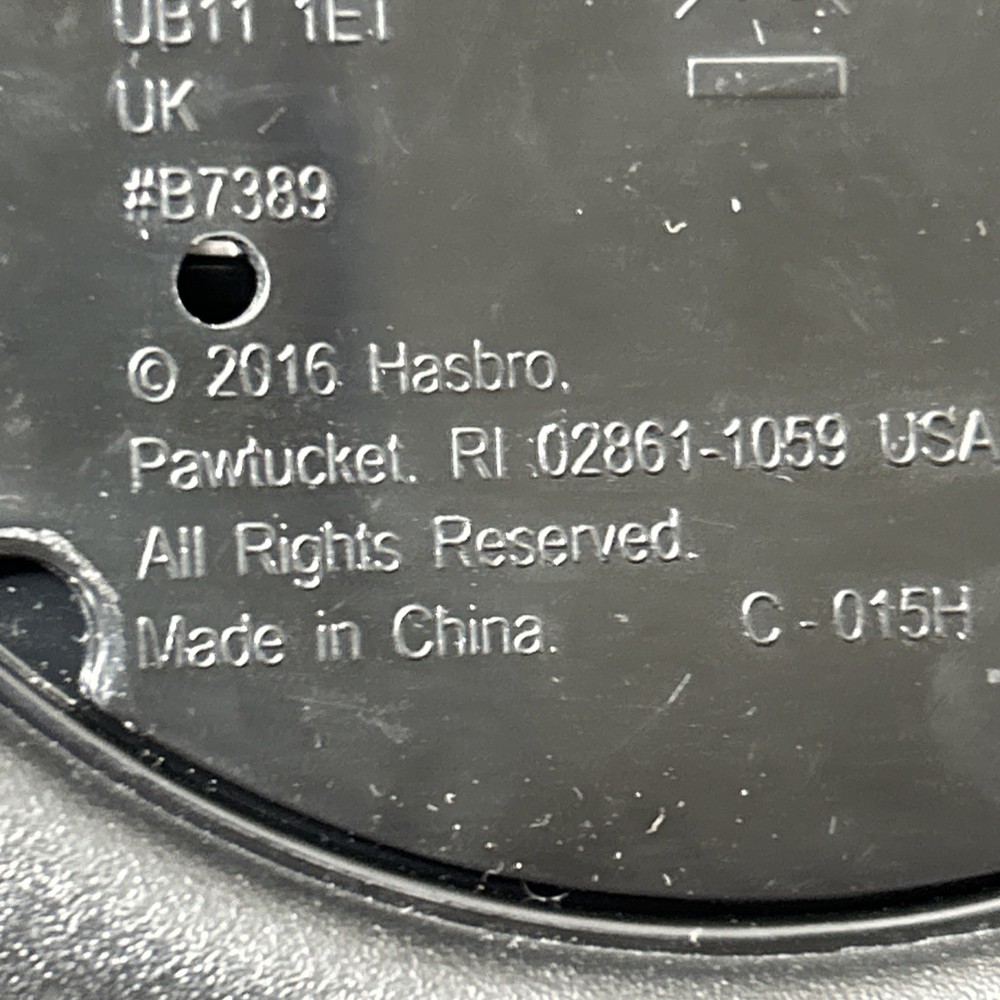 UB11 1ET
UK
#B7389
© 2016 Hasbro.
Pawtucket. RI 02861-1059 USA
All Rights Reserved.
Made in China. C - 015H